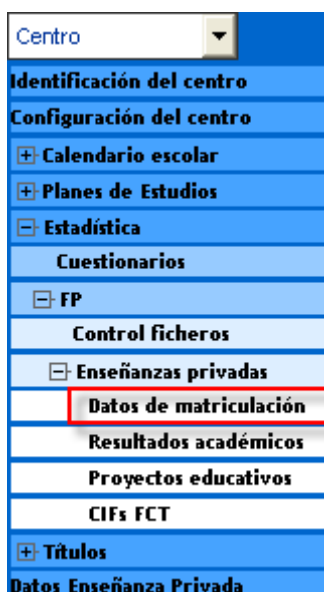 Centro
Identificación del centro
Configuración del centro
Calendario escolar
Planes de Estudios
Estadística
Cuestionarios
FP
Control ficheros
Enseñanzas privadas
Datos de matriculación
Resultados académicos
Proyectos educativos
CIFs FCT
Títulos
Datos Enseñanza Privada